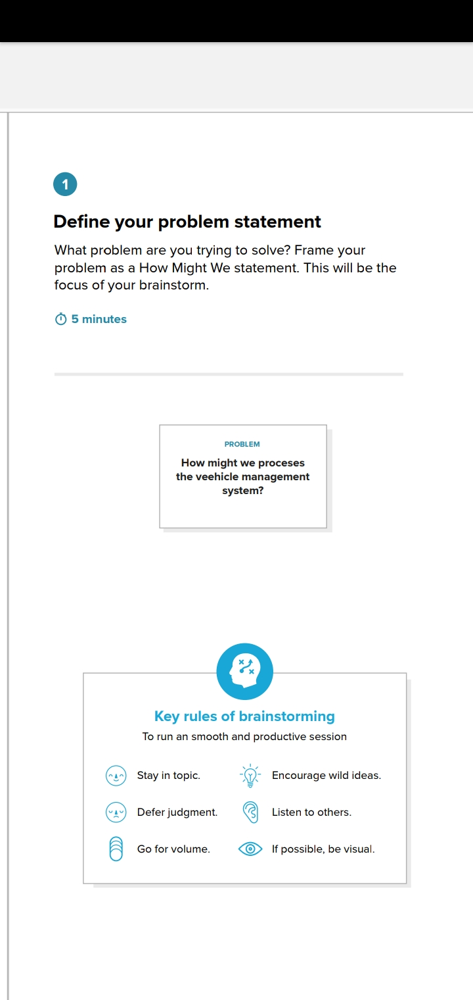 1
Define your problem statement
What problem are you trying to solve? Frame your
problem as a How Might We statement. This will be the
focus of your brainstorm.
5 minutes
PROBLEM
How might we proceses
the veehicle management
system?
Key rules of brainstorming
To run an smooth and productive session
Stay in topic.
Encourage wild ideas.
Defer judgment.
Listen to others.
Go for volume.
If possible, be visual.